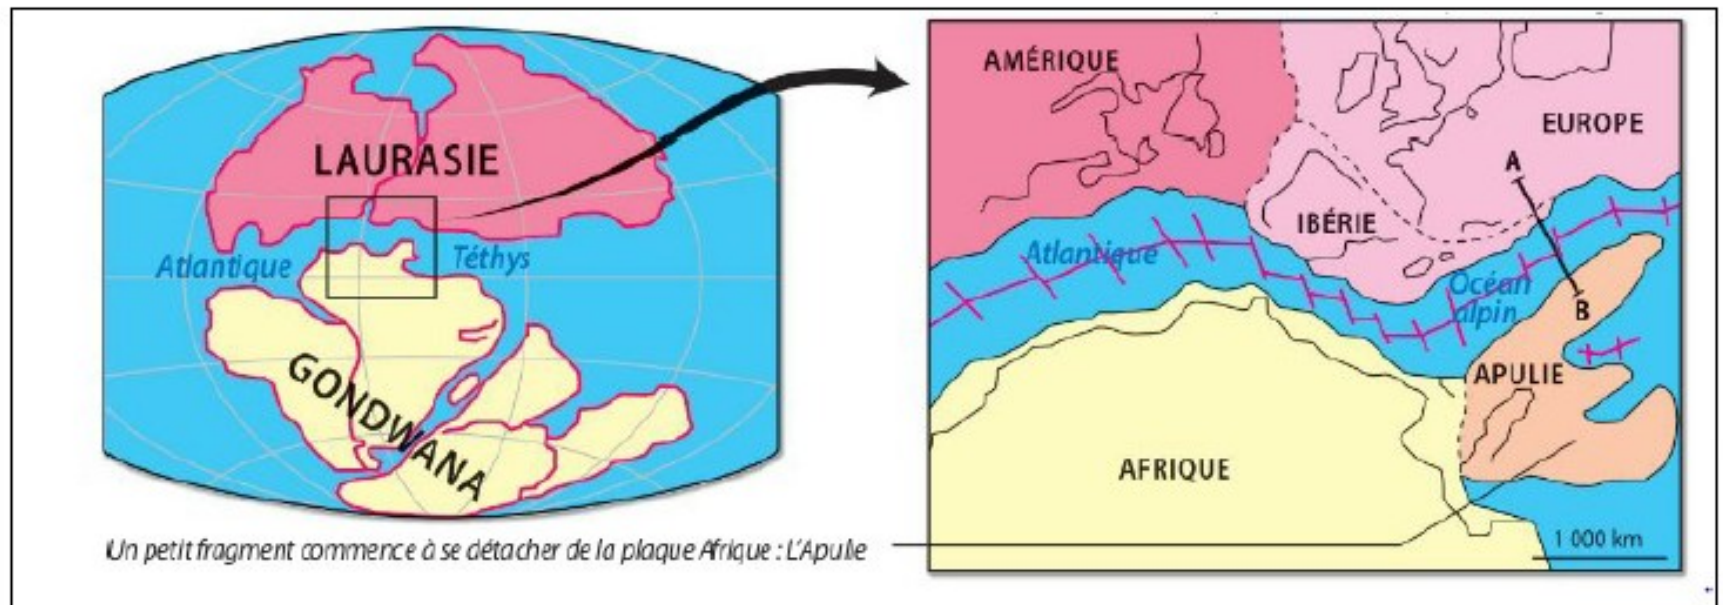 LAURASIE
Atlantique
Téthys
GONDWANA
AMÉRIQUE
EUROPE
A
IBÉRIE
Atlantique
Océan
alpin
B
APULIE
AFRIQUE
1 000 km
Un petit fragment commence à se détacher de la plaque Afrique : L'Apulie